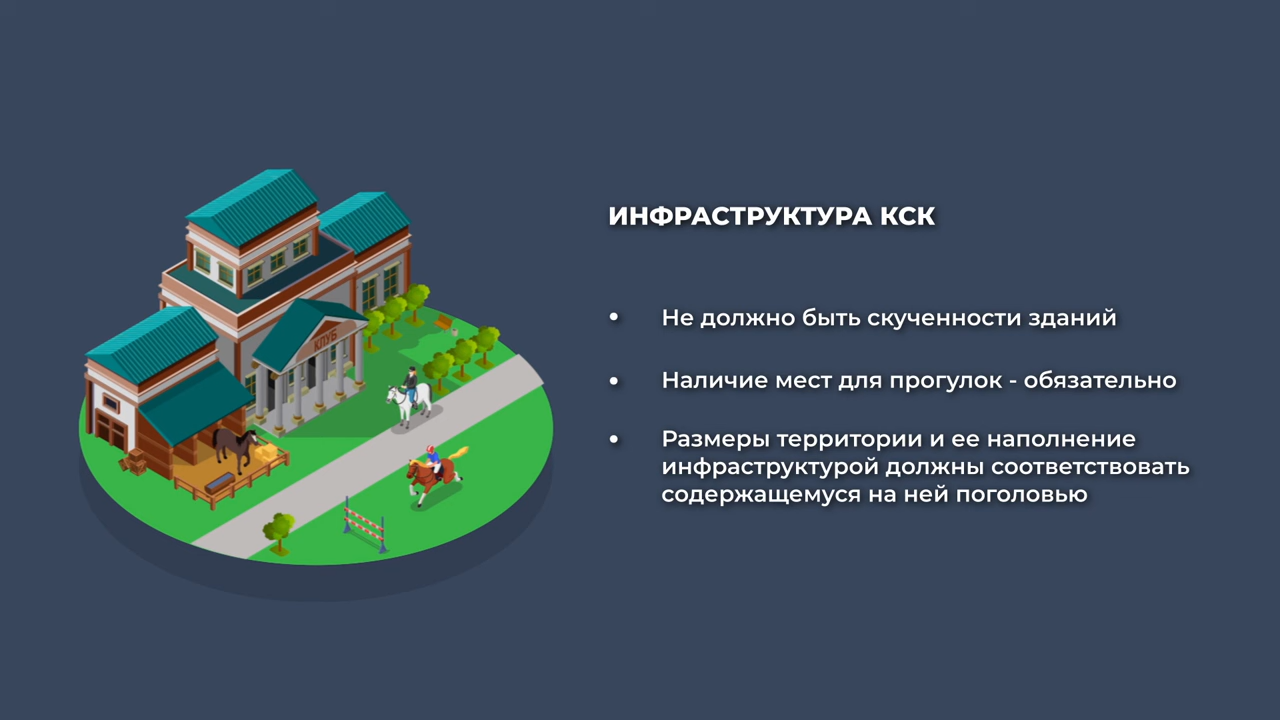 ИНФРАСТРУКТУРА КСК
• Не должно быть скученности зданий
• Наличие мест для прогулок - обязательно
• Размеры территории и ее наполнение
инфраструктурой должны соответствовать
содержащемуся на ней поголовью
КЛУБ